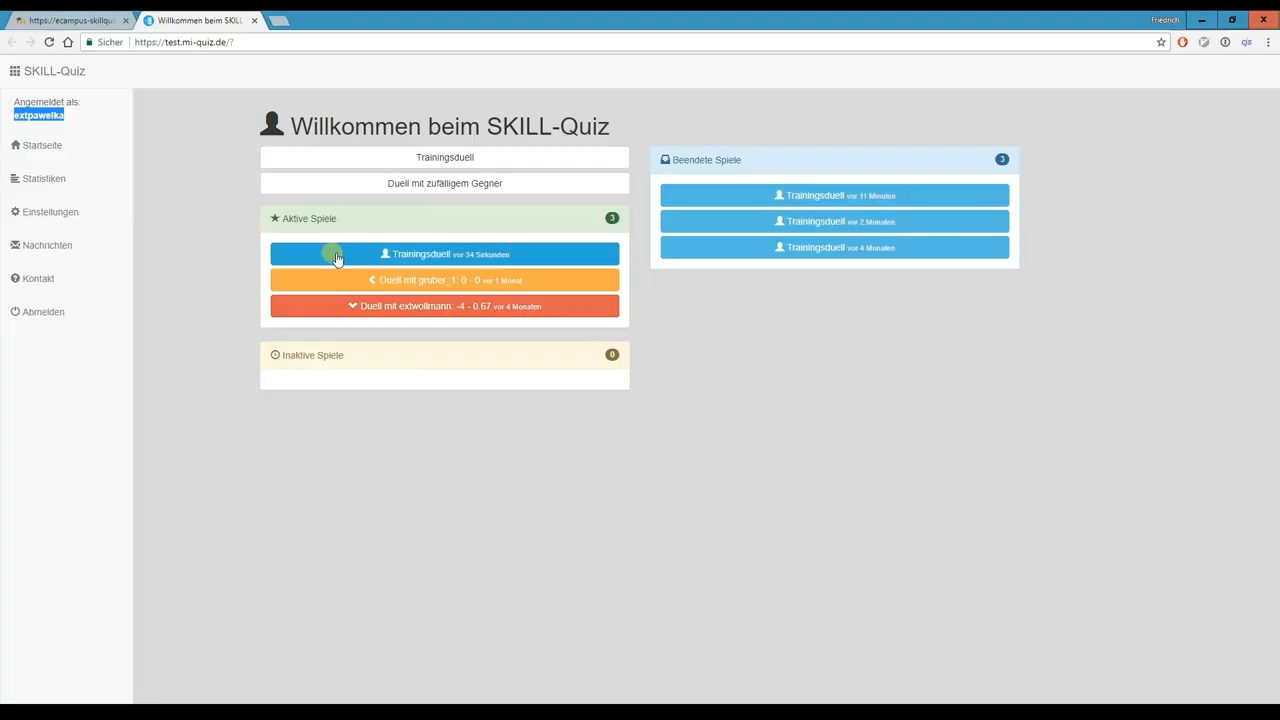 https://ecampus-skillqui
Willkommen beim SKILL
Friedrich
Sicher
https://test.mi-quiz.de/?
SKILL-Quiz
Angemeldet als:
extpawelka
Startseite
Statistiken
Einstellungen
Nachrichten
Kontakt
Abmelden
Willkommen beim SKILL-Quiz
Trainingsduell
Duell mit zufälligem Gegner
Aktive Spiele 3
Trainingsduell vor 34 Sekunden
Duell mit gruber_1: 0 - 0 vor 1 Monat
Duell mit extwollmann: -4 - 0.67 vor 4 Monaten
Inaktive Spiele 0
Beendete Spiele 3
Trainingsduell vor 11 Minuten
Trainingsduell vor 2 Monaten
Trainingsduell vor 4 Monaten